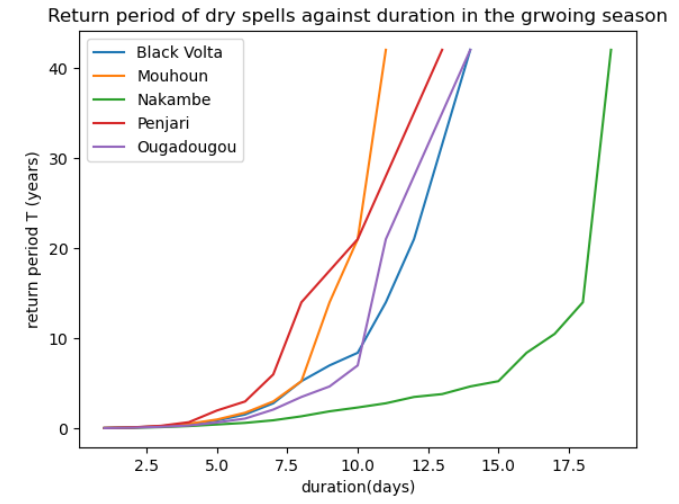 Return period of dry spells against duration in the grwoing season
Black Volta
Mouhoun
Nakambe
Penjari
Ougadougou
return period T (years)
40
30
20
10
0
2.5 5.0 7.5 10.0 12.5 15.0 17.5
duration(days)